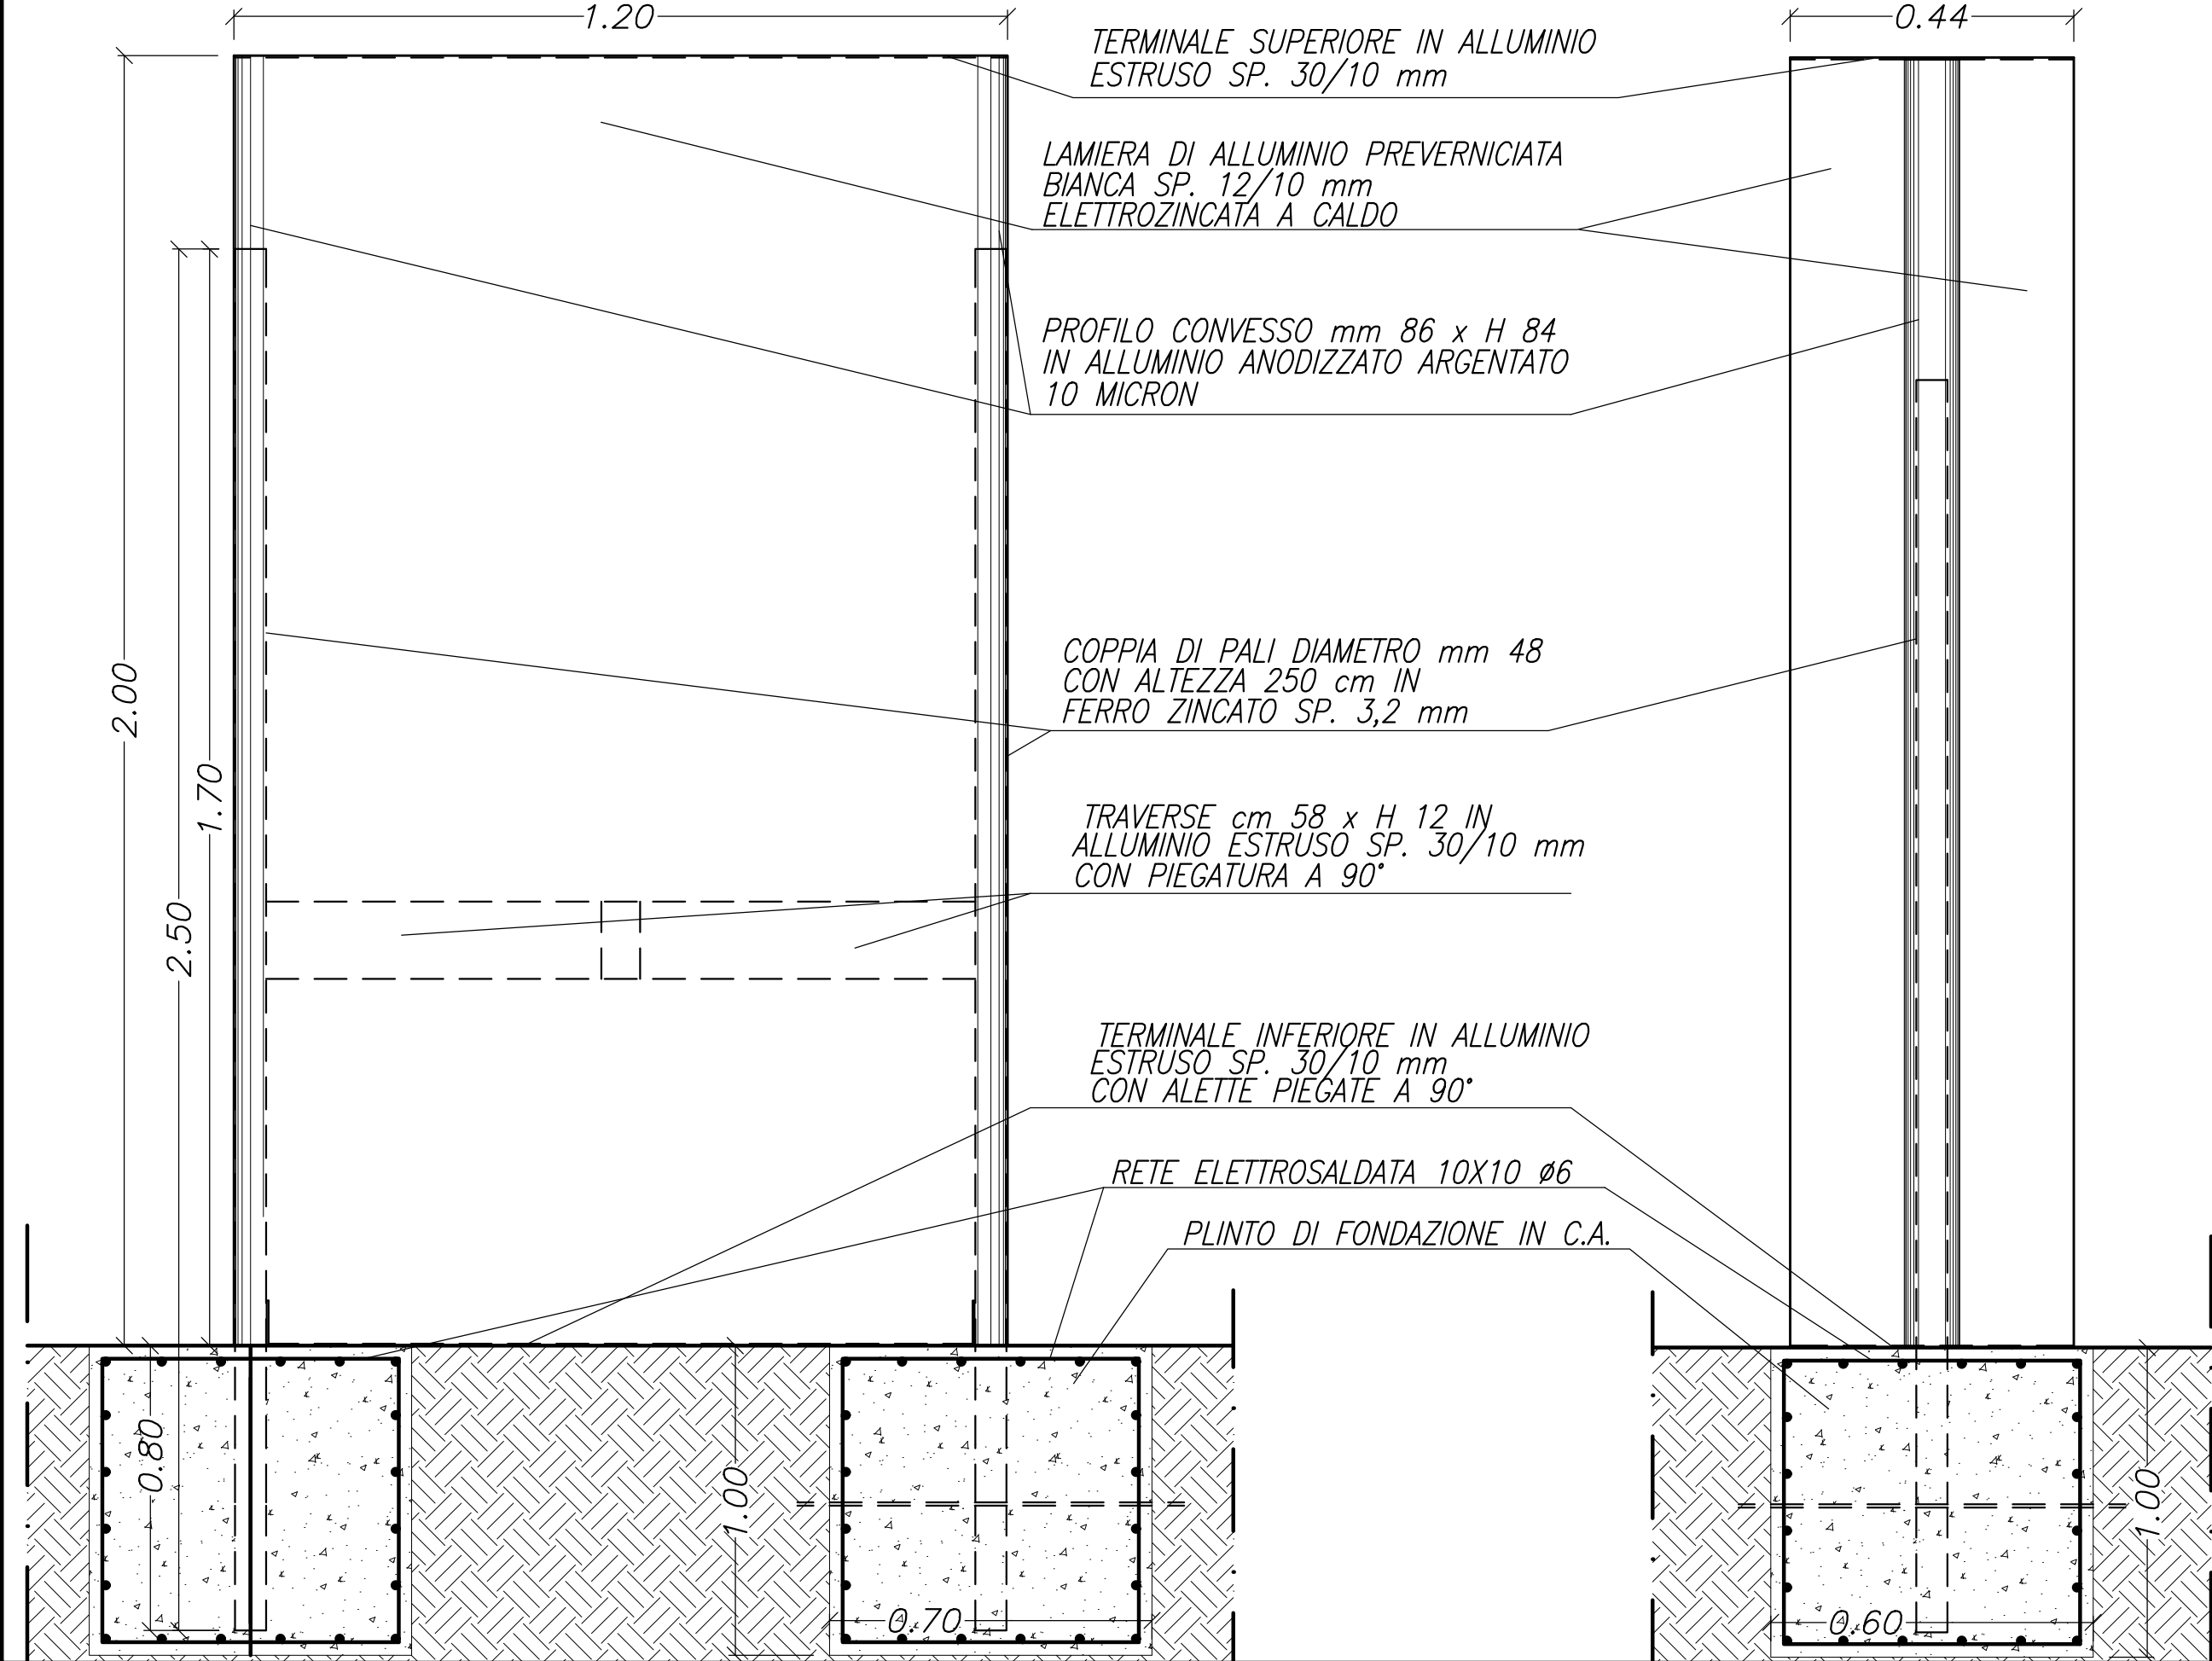 1.20
0.44
TERMINALE SUPERIORE IN ALLUMINIO
ESTRUSO SP. 30/10 mm
LAMIERA DI ALLUMINIO PREVERNICIATA
BIANCA SP. 12/10 mm
ELETTROZINCATA A CALDO
PROFILO CONVESSO mm 86 x H 84
IN ALLUMINIO ANODIZZATO ARGENTATO
10 MICRON
COPPIA DI PALI DIAMETRO mm 48
CON ALTEZZA 250 cm IN
FERRO ZINCATO SP. 3,2 mm
2.00
1.70
2.50
TRAVERSE cm 58 x H 12 IN
ALLUMINIO ESTRUSO SP. 30/10 mm
CON PIEGATURA A 90°
TERMINALE INFERIORE IN ALLUMINIO
ESTRUSO SP. 30/10 mm
CON ALETTE PIEGATE A 90°
RETE ELETTROSALDATA 10X10 ø6
PLINTO DI FONDAZIONE IN C.A.
0.80
1.00
1.00
0.70
0.60